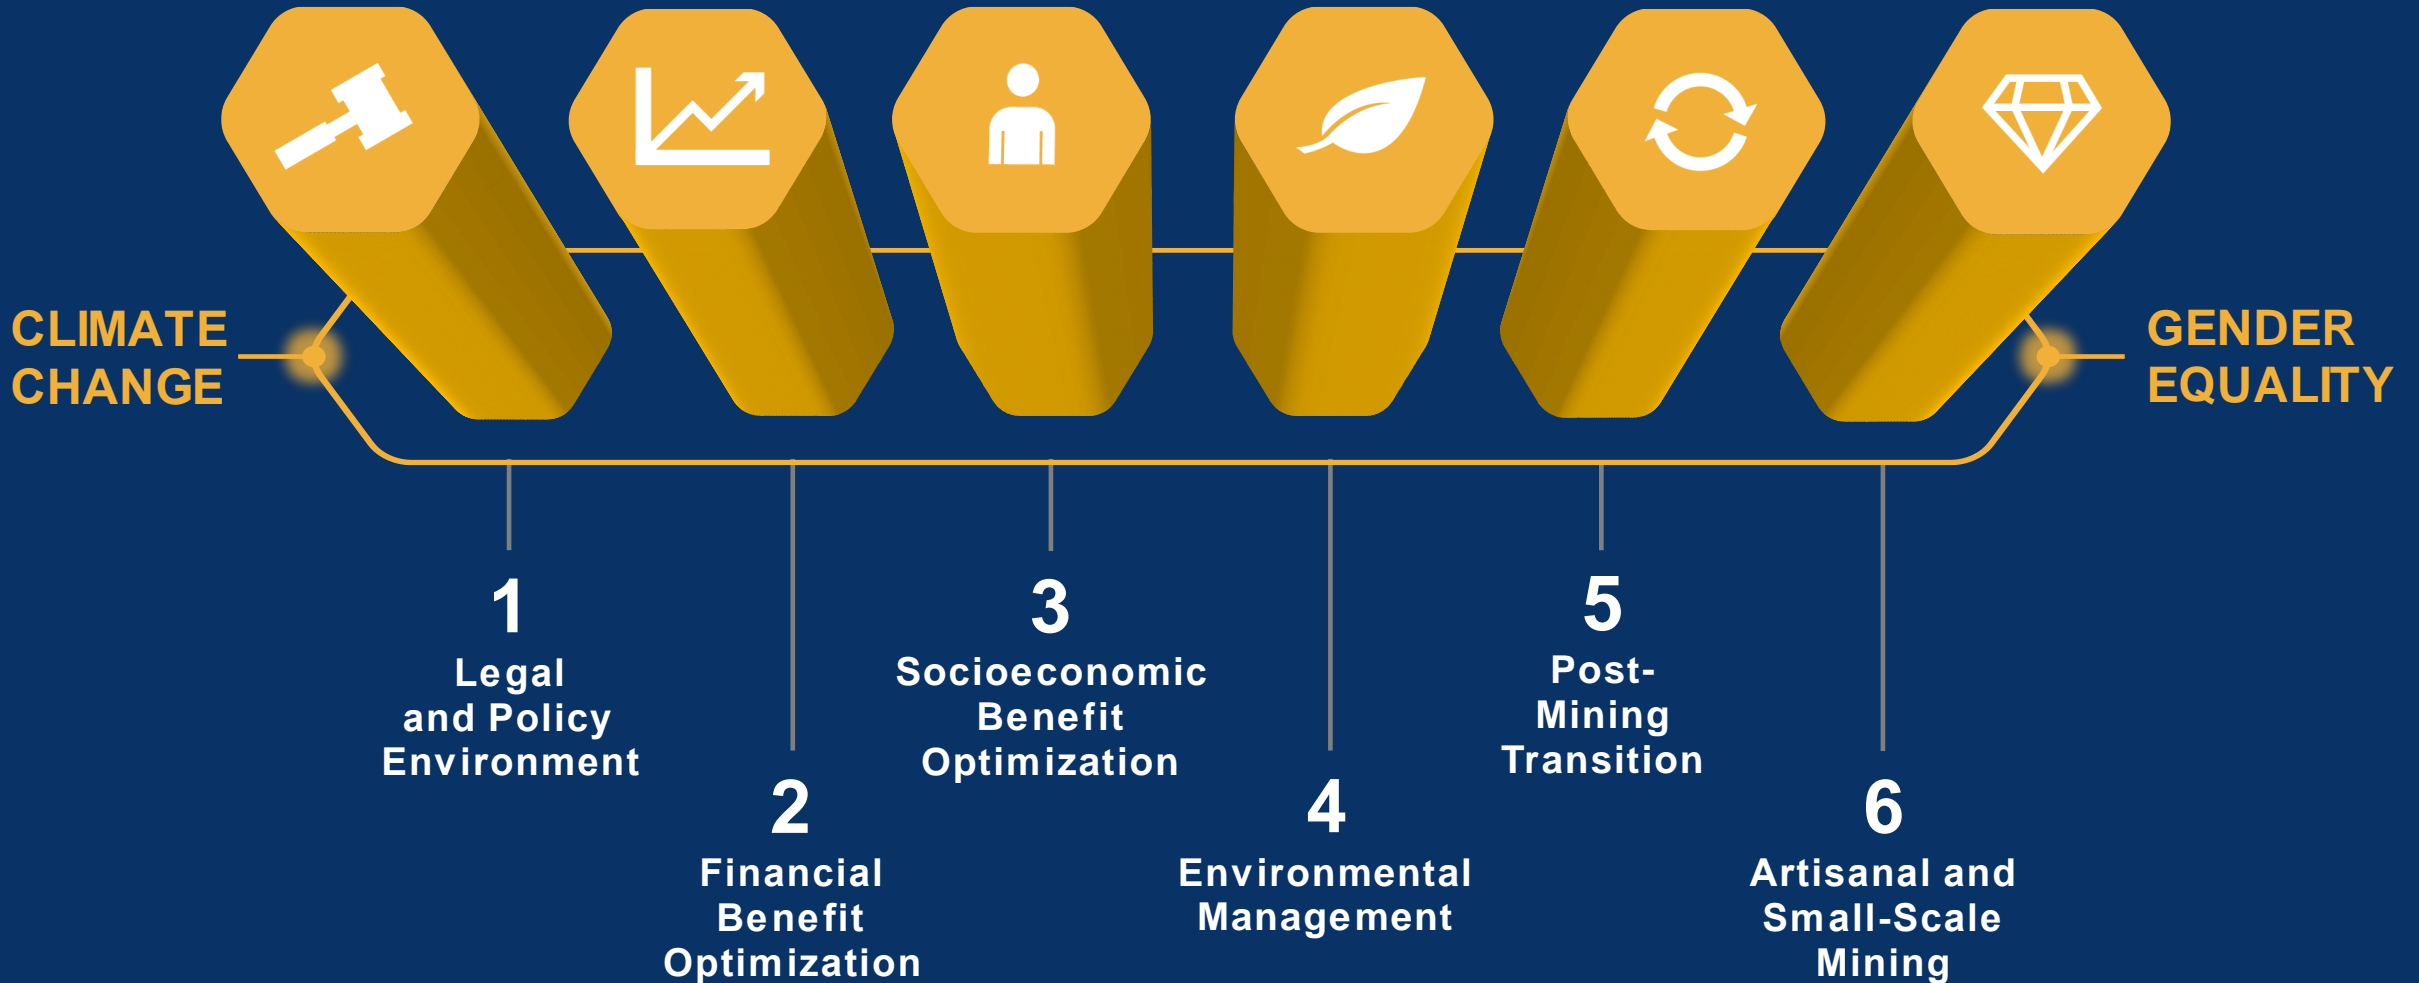 CLIMATE
CHANGE
GENDER
EQUALITY
1
Legal
and Policy
Environment
2
Financial
Benefit
Optimization
3
Socioeconomic
Benefit
Optimization
4
Environmental
Management
5
Post-
Mining
Transition
6
Artisanal and
Small-Scale
Mining